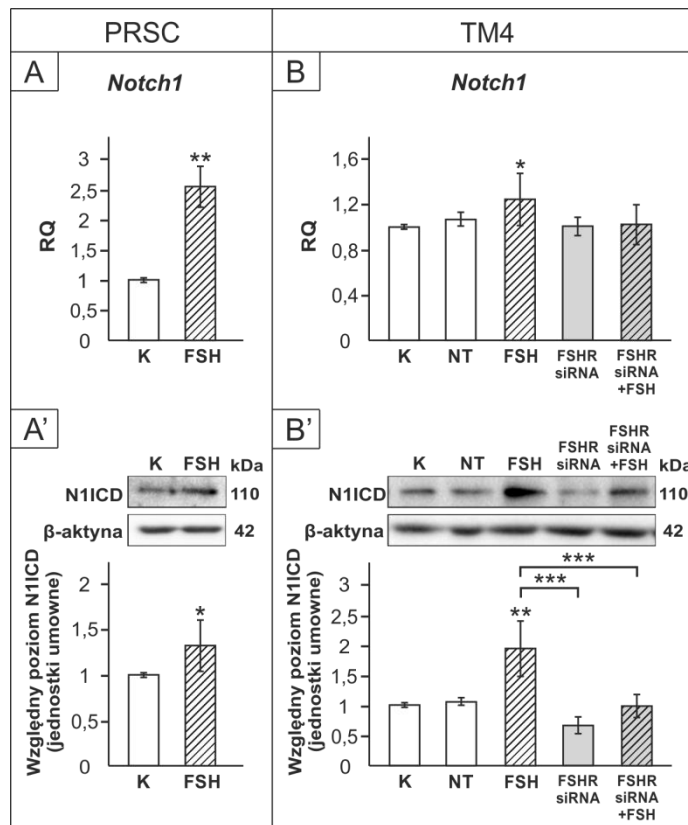 PRSC
TM4
A
Notch1
**
3
2,5
2
1,5
1
0,5
0
RQ
K FSH
B
Notch1
*
1,6
1,2
0,8
0,4
0
RQ
K NT FSH FSHR siRNA FSHR siRNA +FSH
A’
K FSH kDa
N1ICD 110
β-aktyna 42
Względny poziom N1ICD
(jednostki umowne)
2
1,5
1
0,5
0
*
K FSH
B’
K NT FSH FSHR siRNA FSHR siRNA +FSH kDa
N1ICD 110
β-aktyna 42
Względny poziom N1ICD
(jednostki umowne)
3
2,5
2
1,5
1
0,5
0
***
***
**
K NT FSH FSHR siRNA FSHR siRNA +FSH